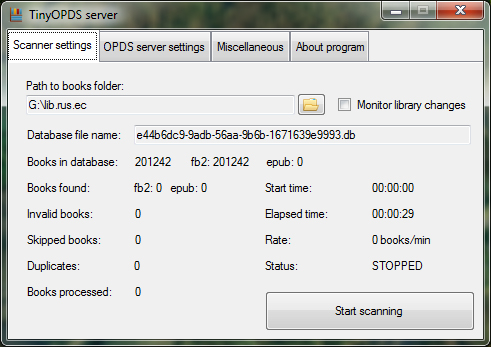 TinyOPDS server
Scanner settings OPDS server settings Miscellaneous About program
Path to books folder:
G:\lib.rus.ec Monitor library changes
Database file name: e44b6dc9-9adb-56aa-9b6b-1671639e9993.db
Books in database: 201242 fb2: 201242 epub: 0
Books found: fb2: 0 epub: 0 Start time: 00:00:00
Invalid books: 0 Elapsed time: 00:00:29
Skipped books: 0 Rate: 0 books/min
Duplicates: 0 Status: STOPPED
Books processed: 0
Start scanning